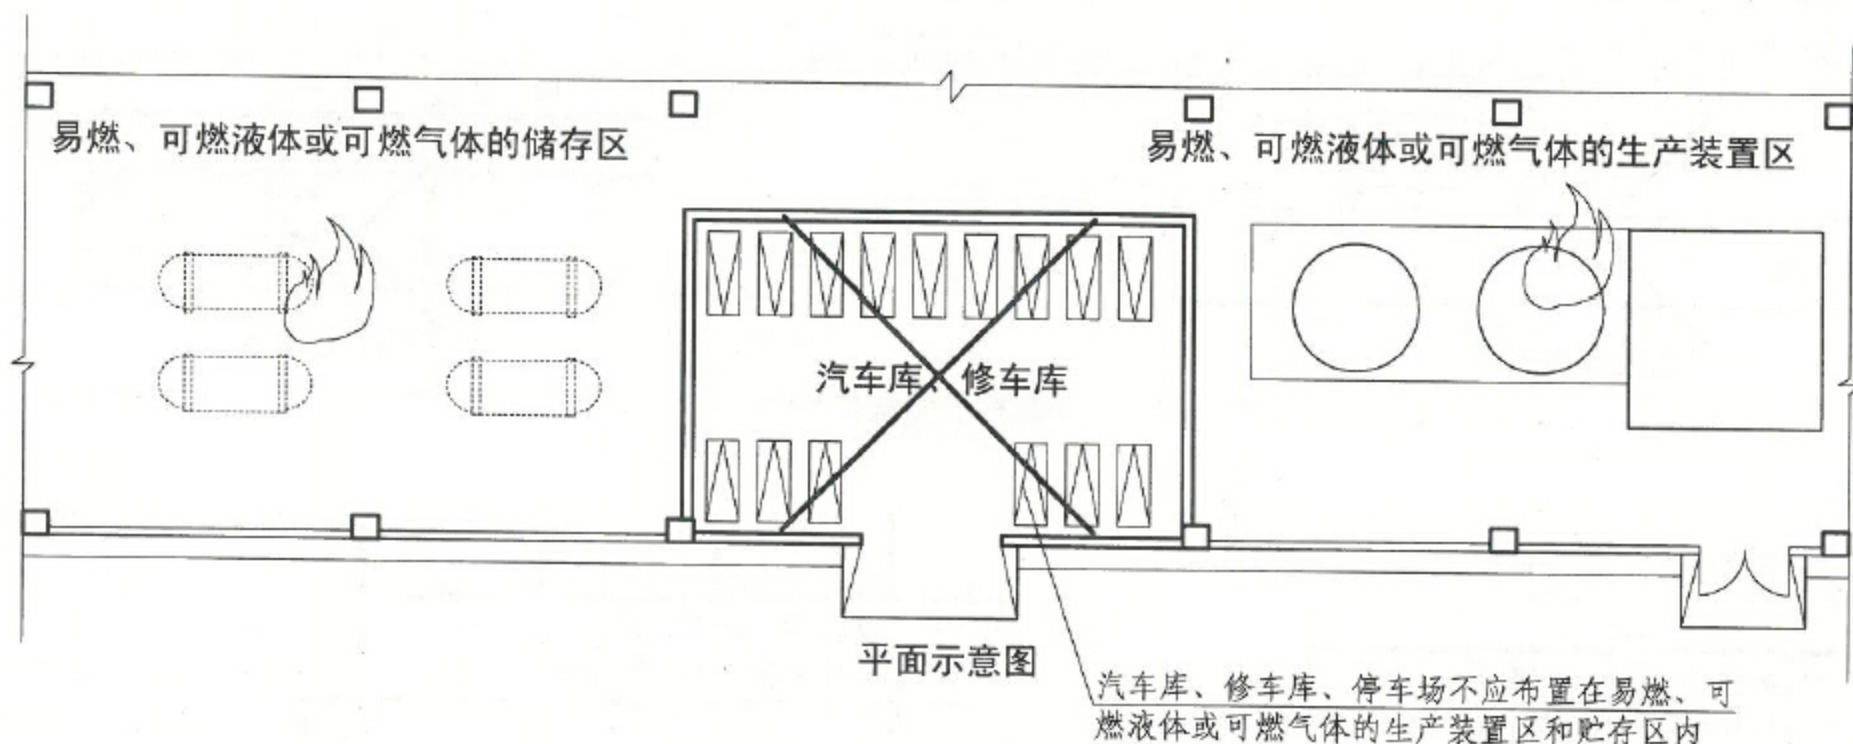 易燃、可燃液体或可燃气体的储存区
易燃、可燃液体或可燃气体的生产装置区
汽车库、修车库
平面示意图
汽车库、修车库、停车场不应布置在易燃、可
燃液体或可燃气体的生产装置区和贮存区内